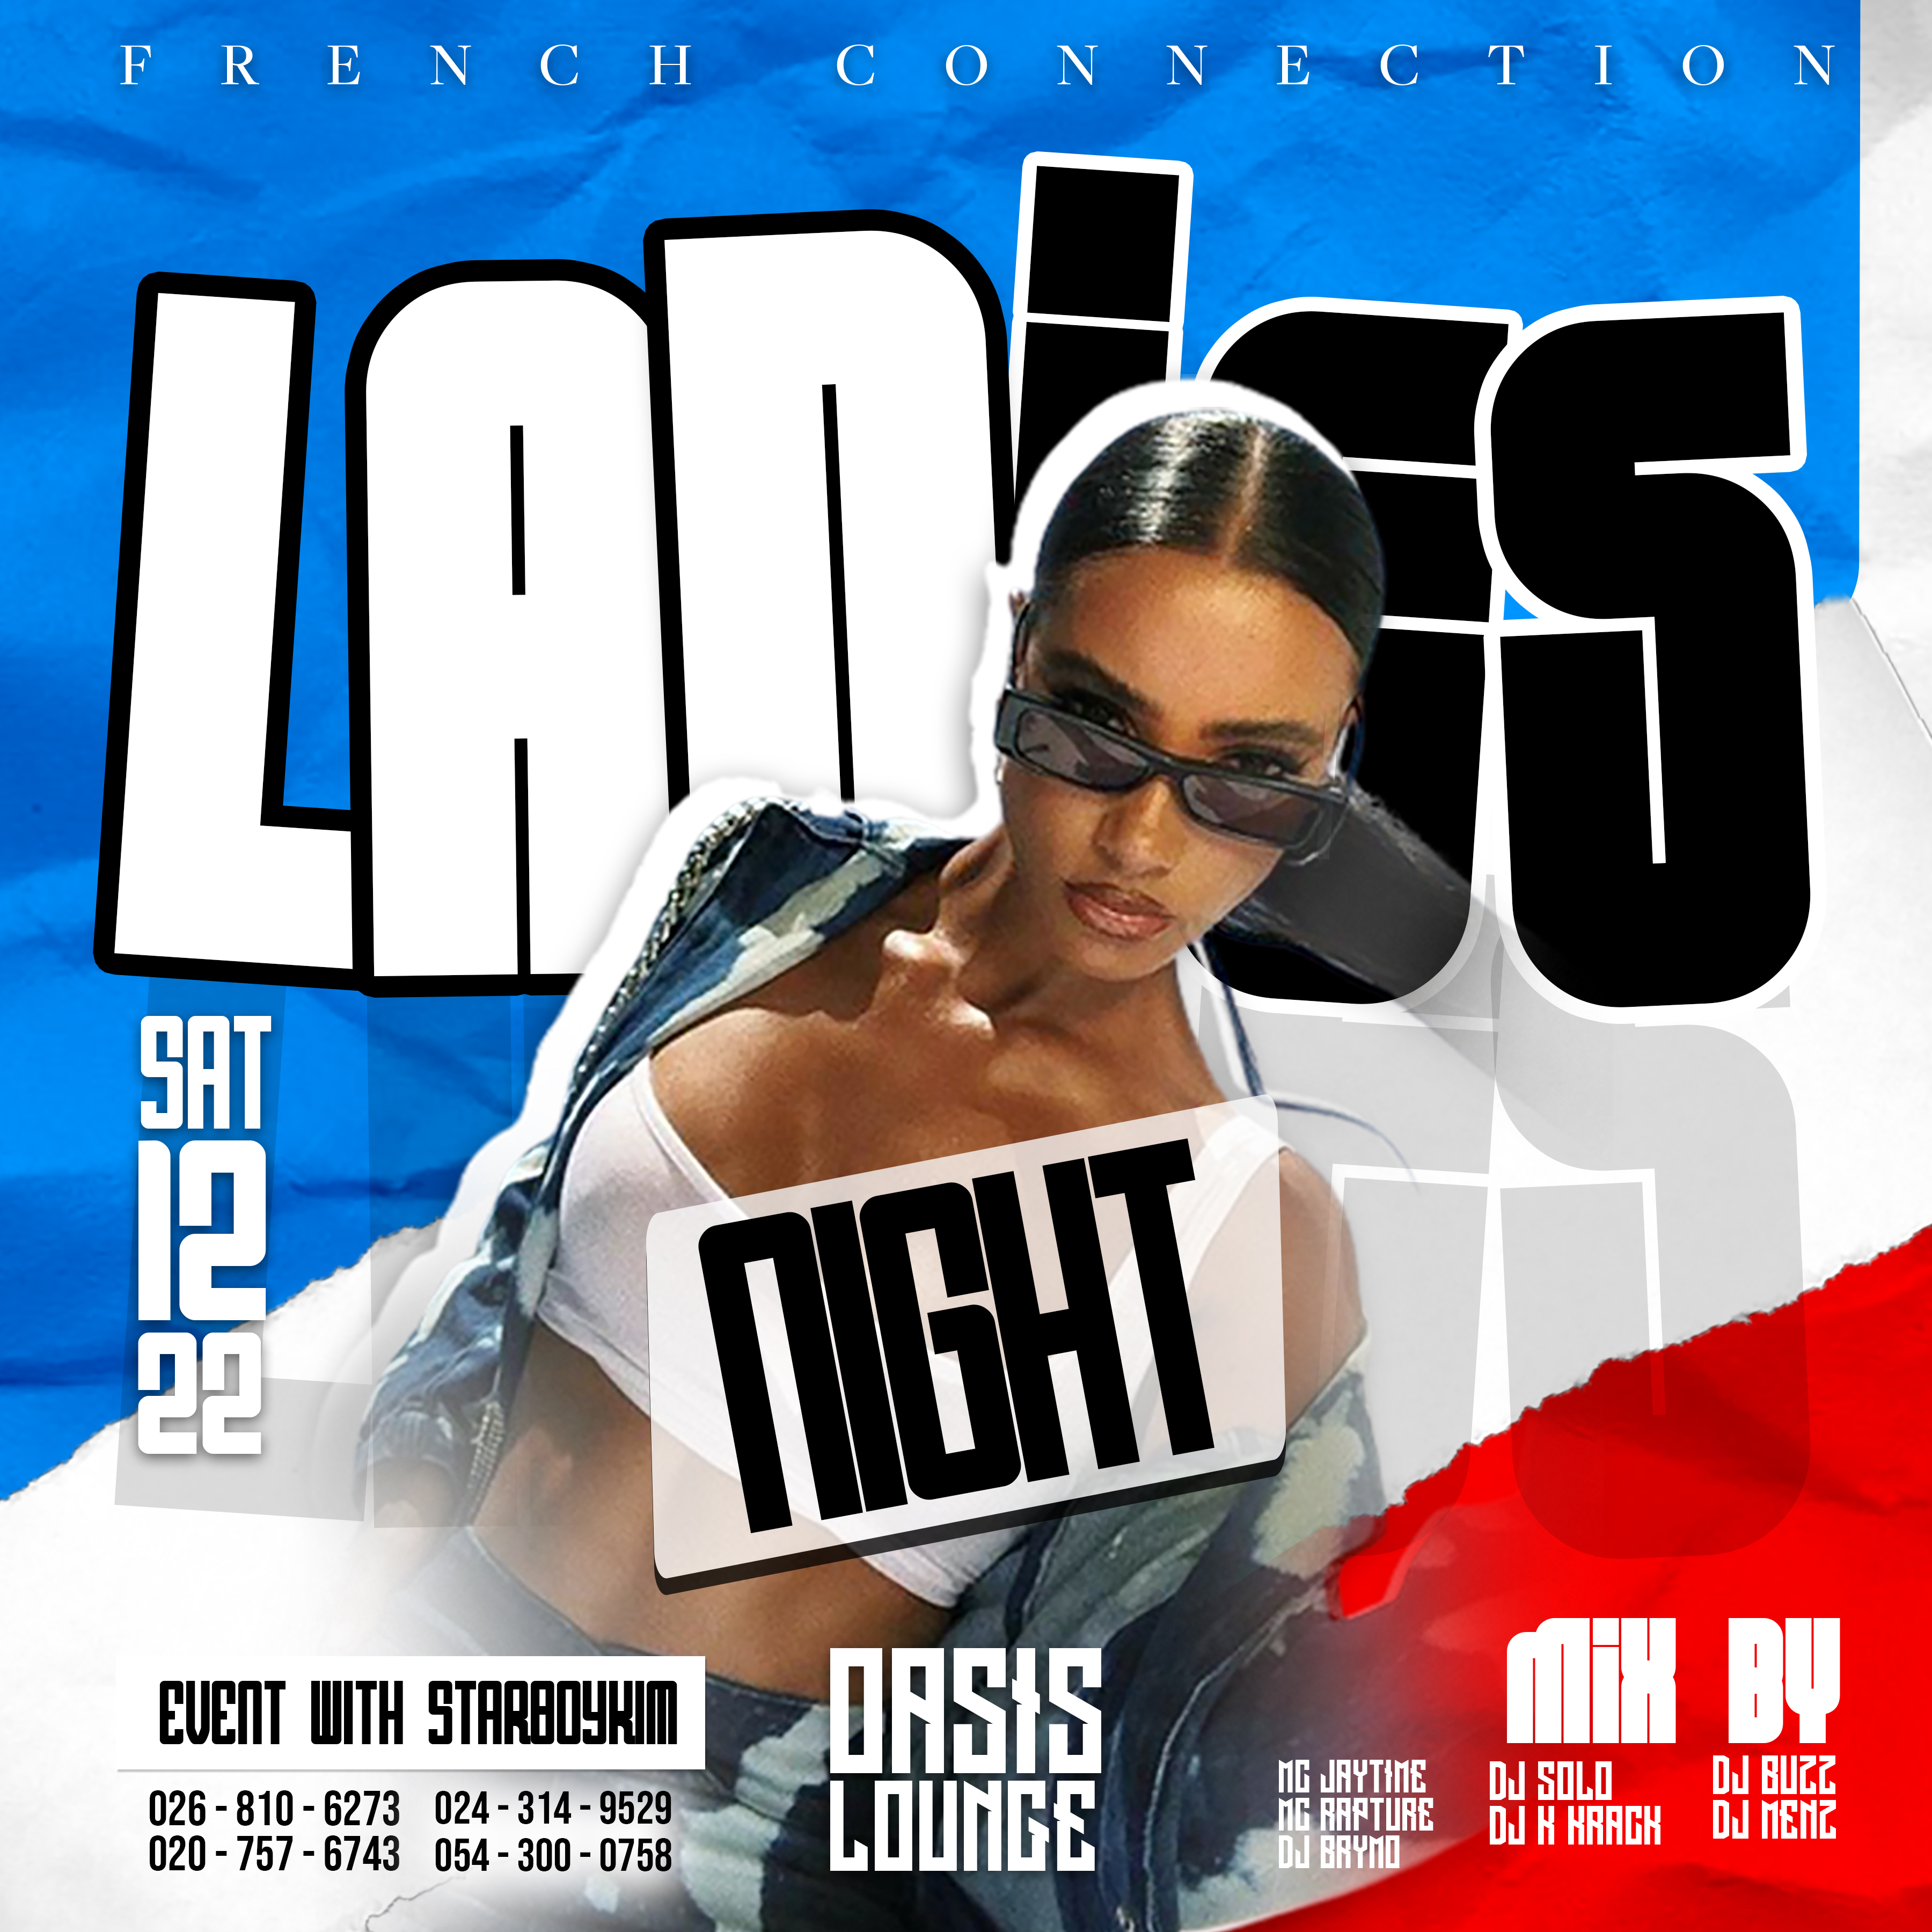 FRENCH CONNECTION
LADiES
NIGHT
SAT
12
22
EVENT WITH STARBOYKIM
026 - 810 - 6273 024 - 314 - 9529
020 - 757 - 6743 054 - 300 - 0758
OASIS
LOUNGE
MiX BY
MC JAYTIME
MC RAPTURE
DJ BRYMO
DJ SOLO
DJ K KRACK
DJ BUZZ
DJ MENZ